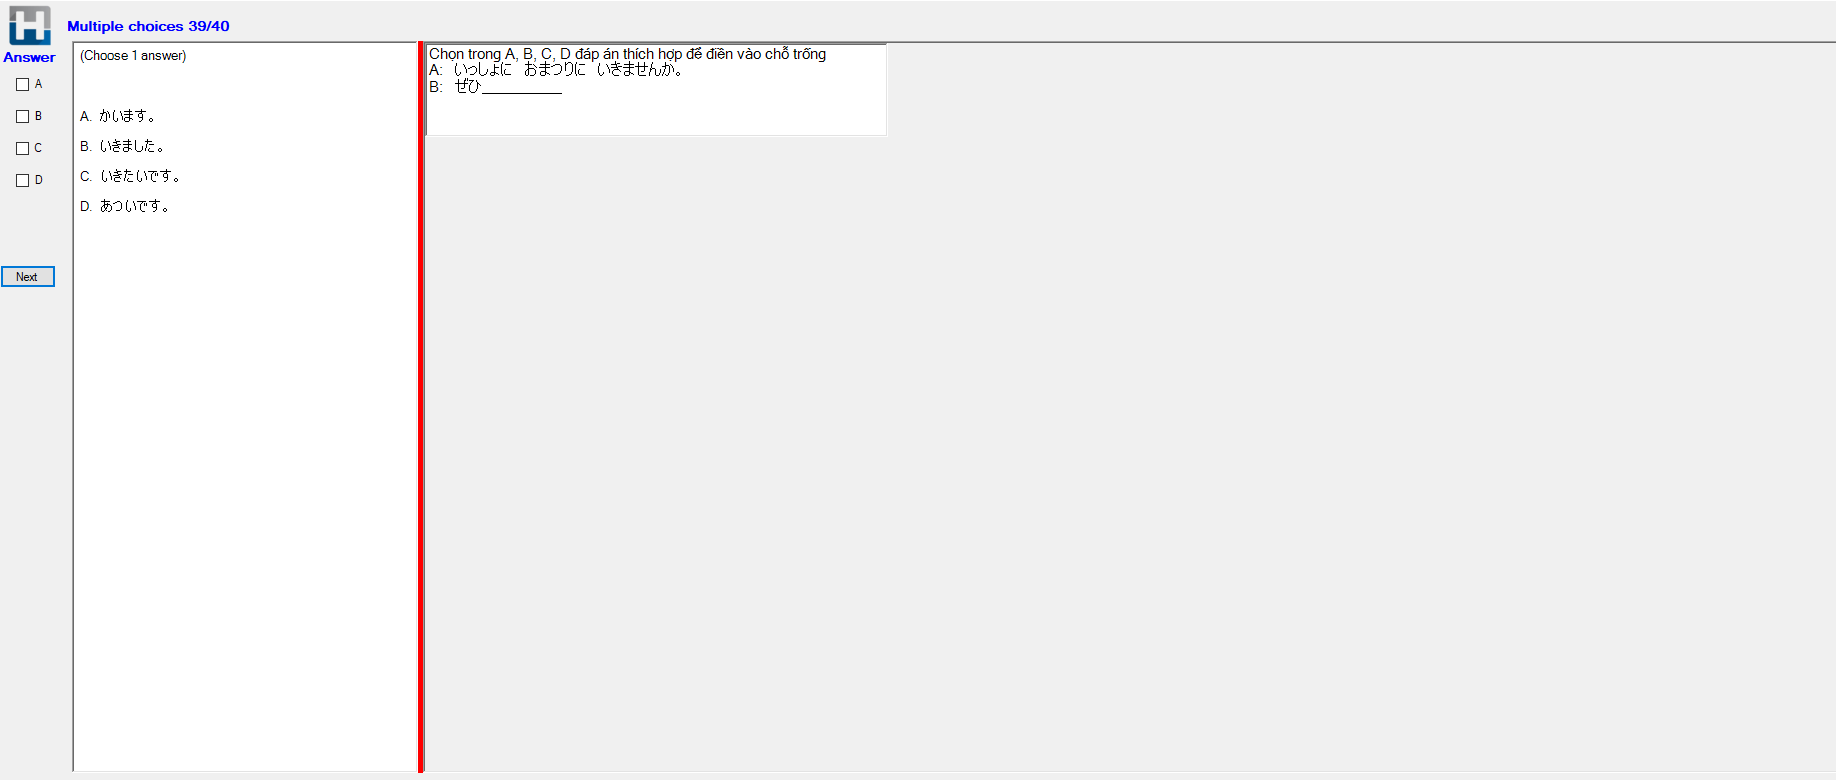 Multiple choices 39/40
Answer
A
B
C
D
Next
(Choose 1 answer)
A. かいます。
B. いきました。
C. いきたいです。
D. あついです。
Chọn trong A, B, C, D đáp án thích hợp để điền vào chỗ trống
A: いっしょに　おまつりに　いきませんか。
B: ぜひ__________